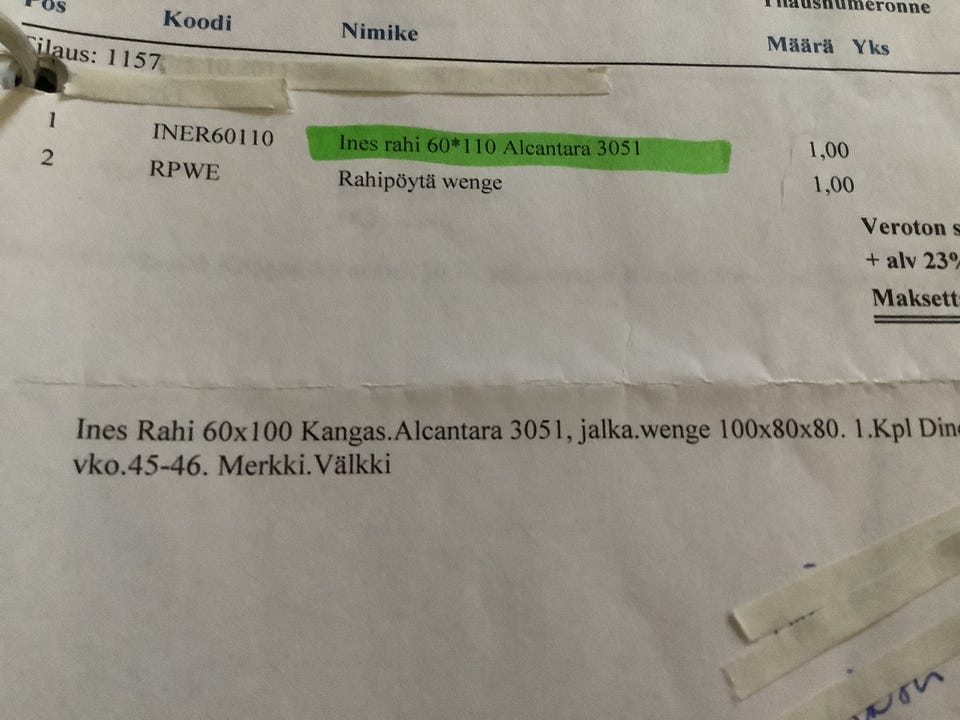 Pos Koodi Nimike Tilausnumeronne
Määrä Yks
Tilaus: 1157
1 INER60110 Ines rahi 60*110 Alcantara 3051 1,00
2 RPWE Rahipöytä wenge 1,00
Veroton s
+ alv 23%
Maksett
Ines Rahi 60x100 Kangas.Alcantara 3051, jalka.wenge 100x80x80. 1.Kpl Din
vko.45-46. Merkki.Välkki